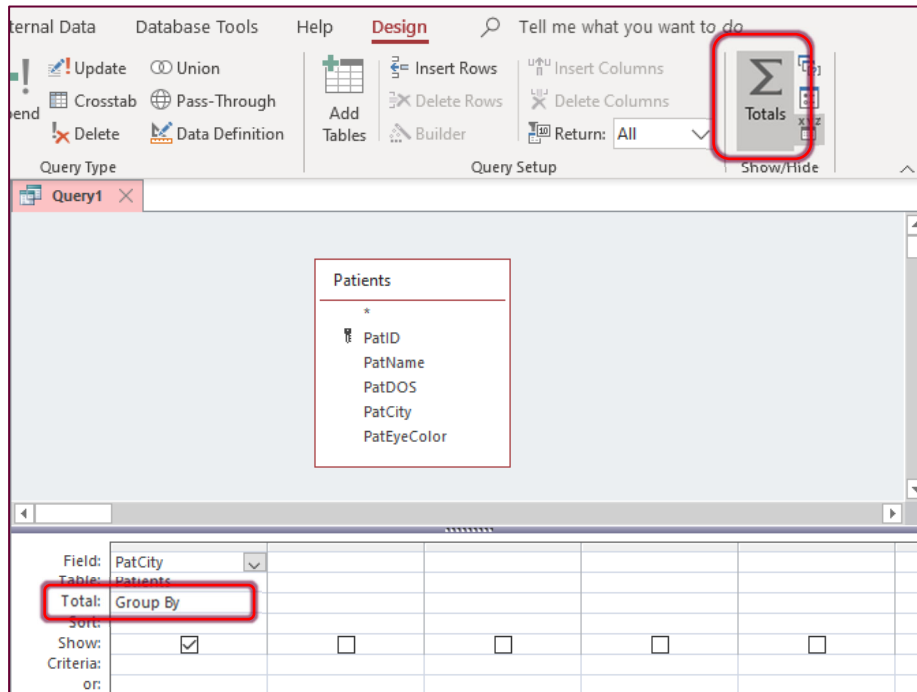 ternal Data Database Tools Help Design Tell me what you want to do
Update Union Insert Rows Insert Columns
pend Crosstab Pass-Through Add Delete Rows Delete Columns Totals
Delete Data Definition Tables Builder Return: All
Query Type Query Setup Show/Hide
Query1
Patients
*
PatID
PatName
PatDOS
PatCity
PatEyeColor
Field: PatCity
Table: Patients
Total: Group By
Sort:
Show:
Criteria:
or: